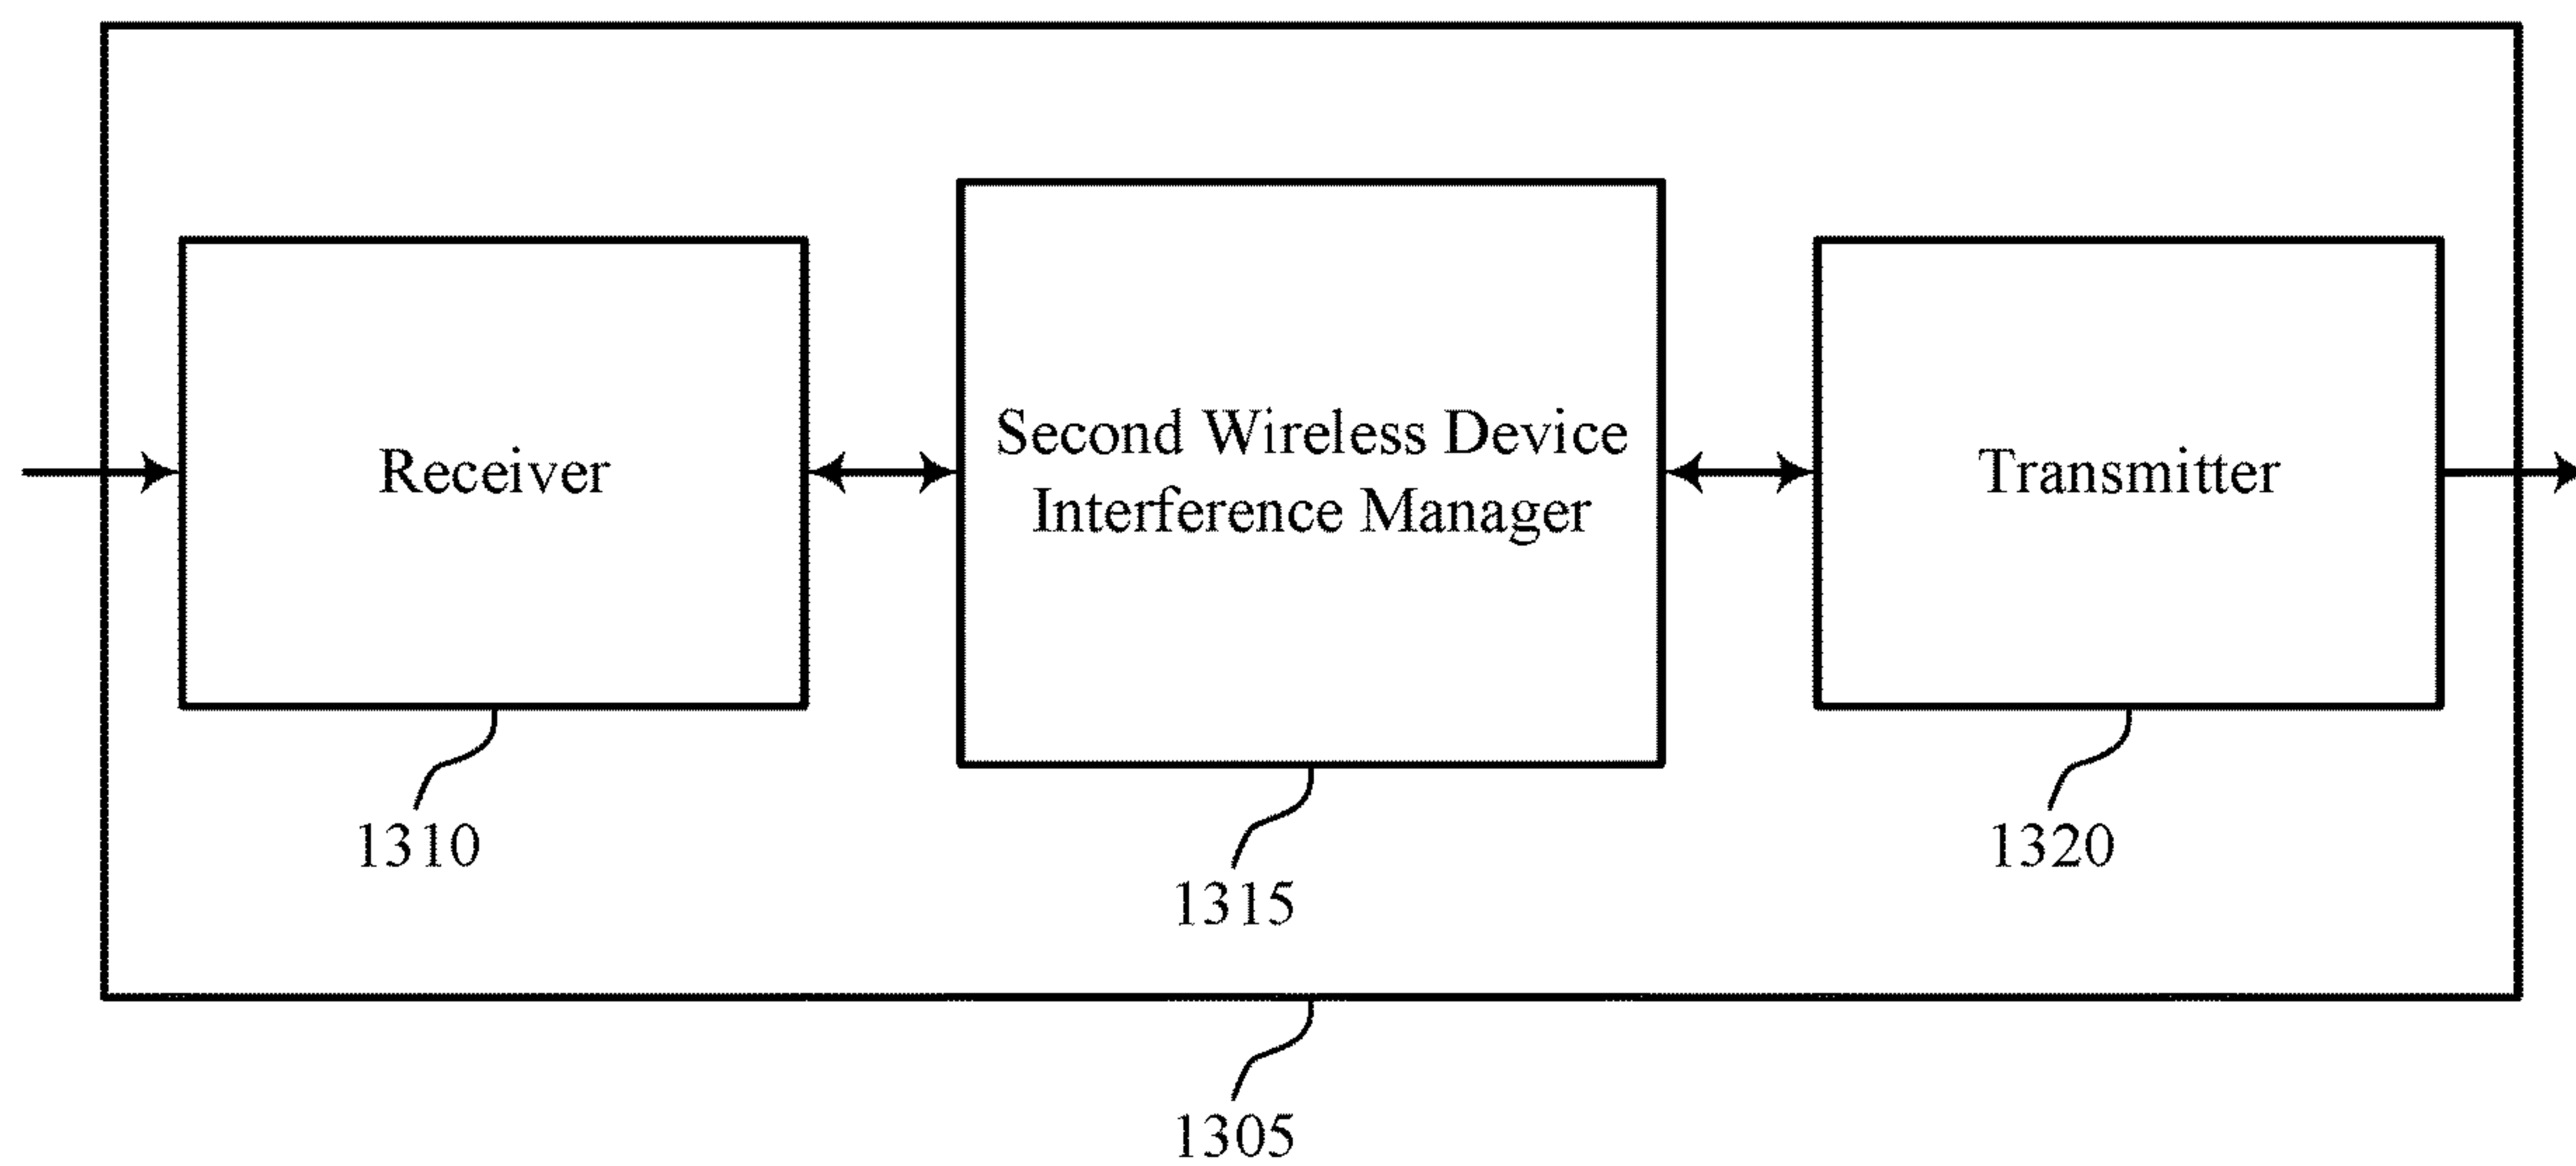 Receiver
Second Wireless Device
Interference Manager
Transmitter
1310
1315
1320
1305